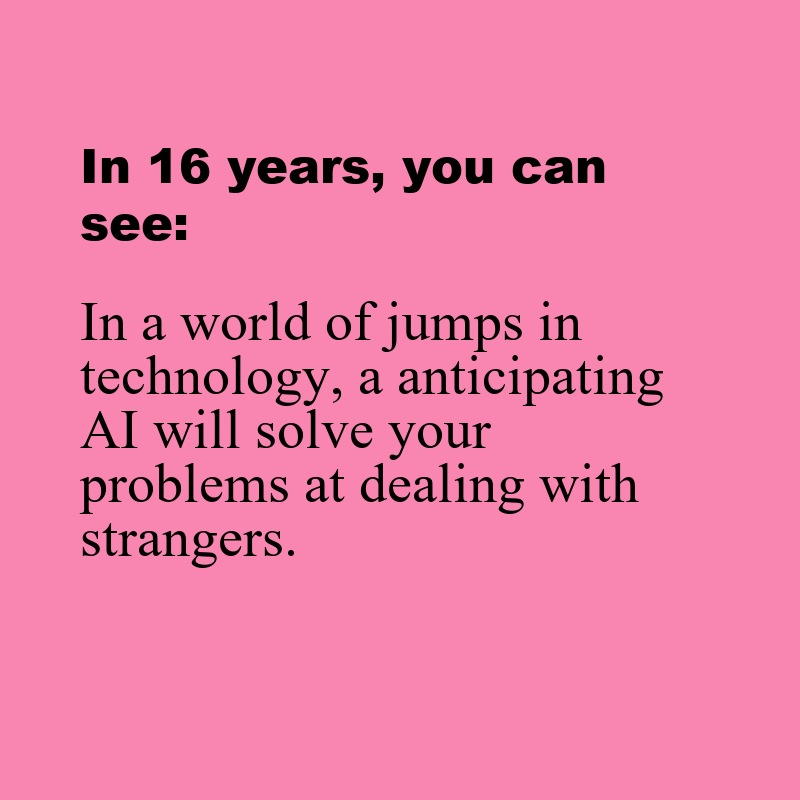 In 16 years, you can
see:
In a world of jumps in
technology, a anticipating
AI will solve your
problems at dealing with
strangers.